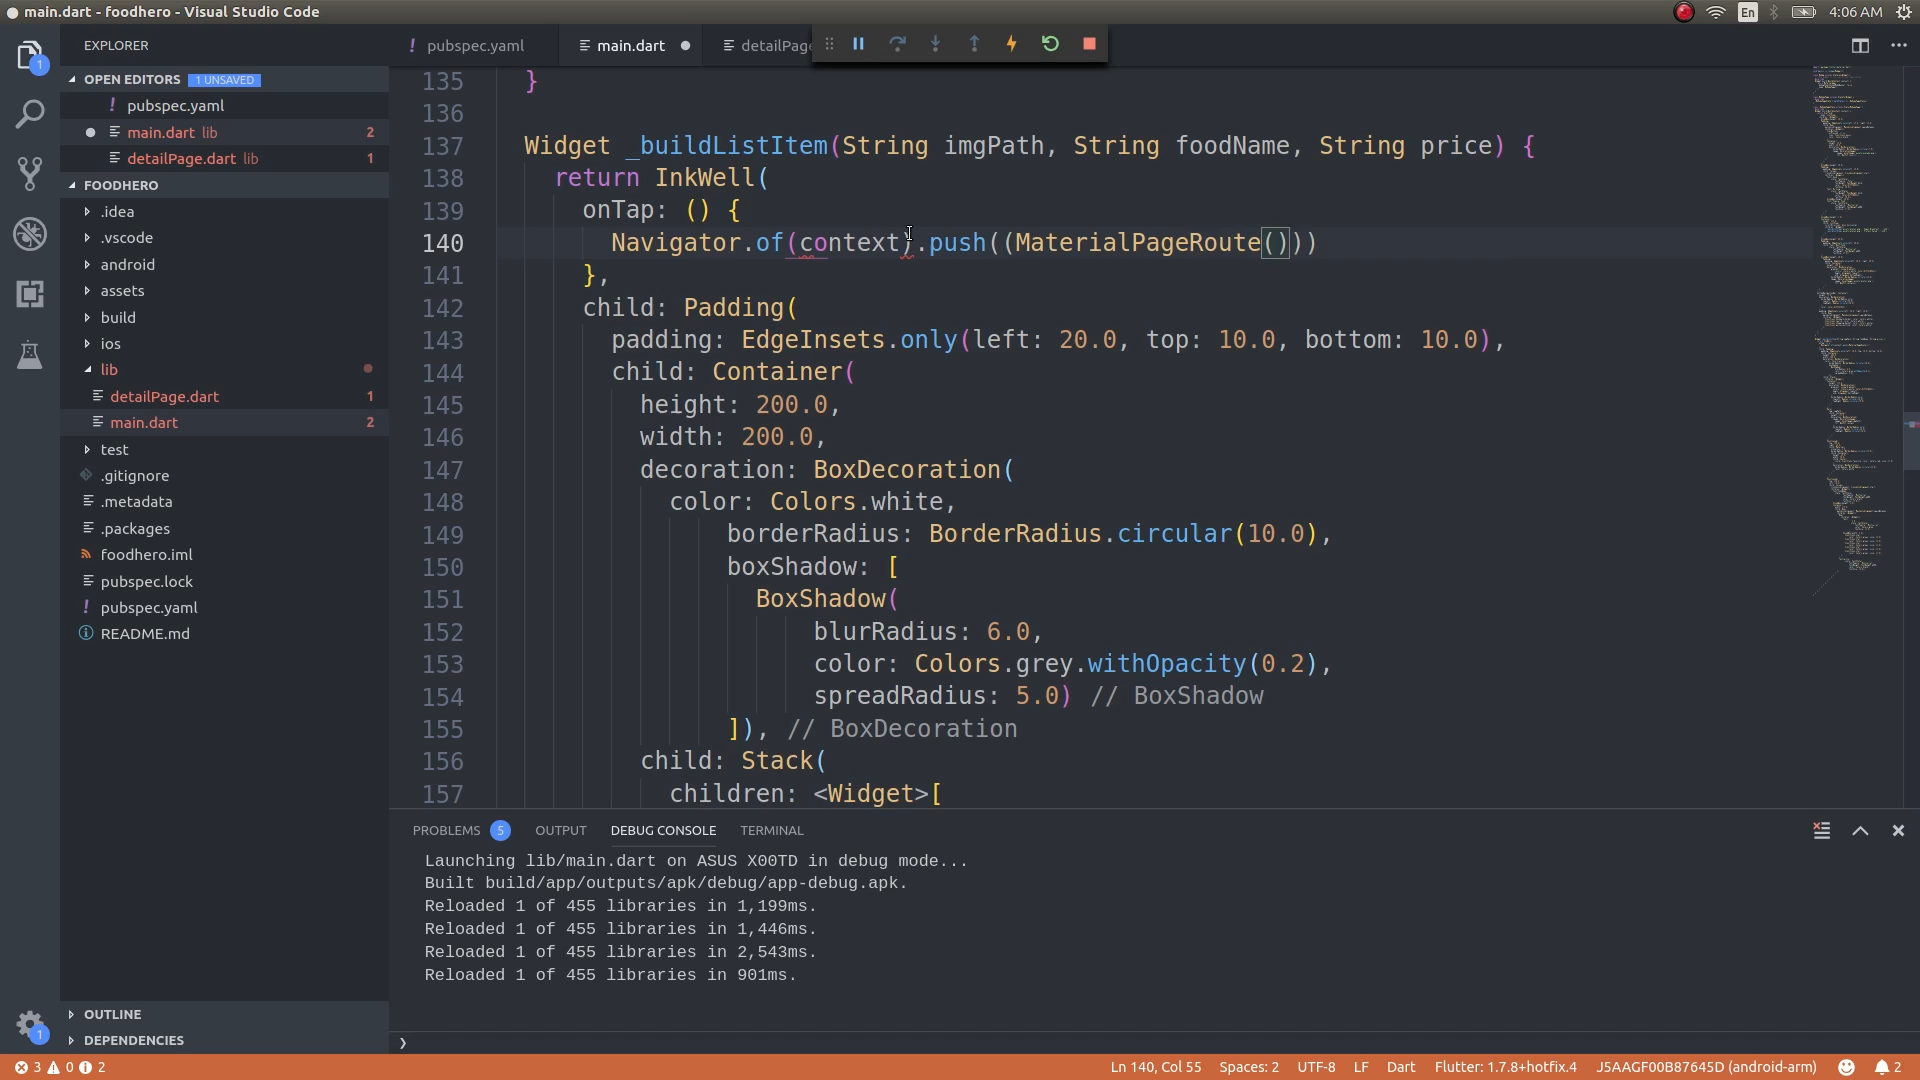 main.dart - foodhero - Visual Studio Code
En
4:06 AM
EXPLORER
OPEN EDITORS 1 UNSAVED
! pubspec.yaml
main.dart lib 2
detailPage.dart lib 1
FOODHERO
.idea
.vscode
android
assets
build
ios
lib
detailPage.dart 1
main.dart 2
test
.gitignore
.metadata
.packages
foodhero.iml
pubspec.lock
! pubspec.yaml
README.md
OUTLINE
DEPENDENCIES
1
1
! pubspec.yaml
main.dart
detailPage
135 }
136
137 Widget _buildListItem(String imgPath, String foodName, String price) {
138 return InkWell(
139 onTap: () {
140 Navigator.of(context).push((MaterialPageRoute()))
141 },
142 child: Padding(
143 padding: EdgeInsets.only(left: 20.0, top: 10.0, bottom: 10.0),
144 child: Container(
145 height: 200.0,
146 width: 200.0,
147 decoration: BoxDecoration(
148 color: Colors.white,
149 borderRadius: BorderRadius.circular(10.0),
150 boxShadow: [
151 BoxShadow(
152 blurRadius: 6.0,
153 color: Colors.grey.withOpacity(0.2),
154 spreadRadius: 5.0) // BoxShadow
155 ]), // BoxDecoration
156 child: Stack(
157 children: <Widget>[
PROBLEMS 5 OUTPUT DEBUG CONSOLE TERMINAL
Launching lib/main.dart on ASUS X00TD in debug mode...
Built build/app/outputs/apk/debug/app-debug.apk.
Reloaded 1 of 455 libraries in 1,199ms.
Reloaded 1 of 455 libraries in 1,446ms.
Reloaded 1 of 455 libraries in 2,543ms.
Reloaded 1 of 455 libraries in 901ms.
3 0 2
Ln 140, Col 55 Spaces: 2 UTF-8 LF Dart Flutter: 1.7.8+hotfix.4 J5AAGF00B87645D (android-arm) 2